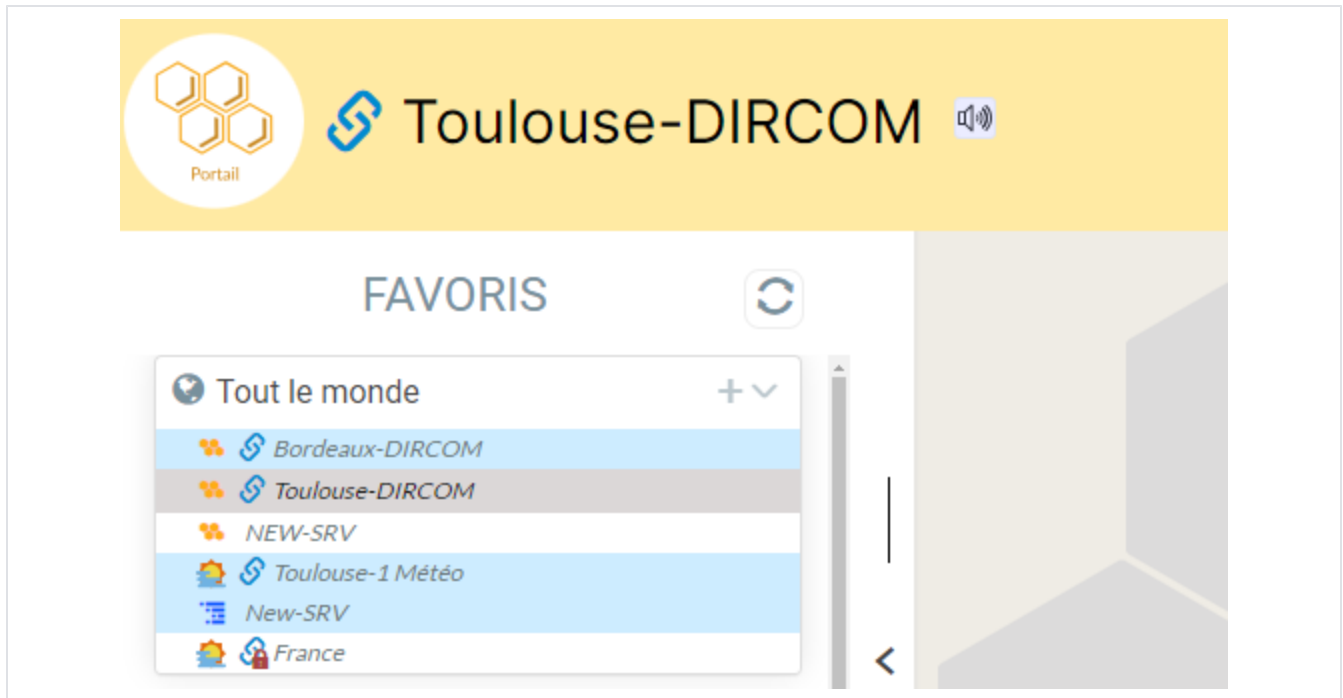 Toulouse-DIRCOM
Portail
FAVORIS
Tout le monde
Bordeaux-DIRCOM
Toulouse-DIRCOM
NEW-SRV
Toulouse-1 Météo
New-SRV
France